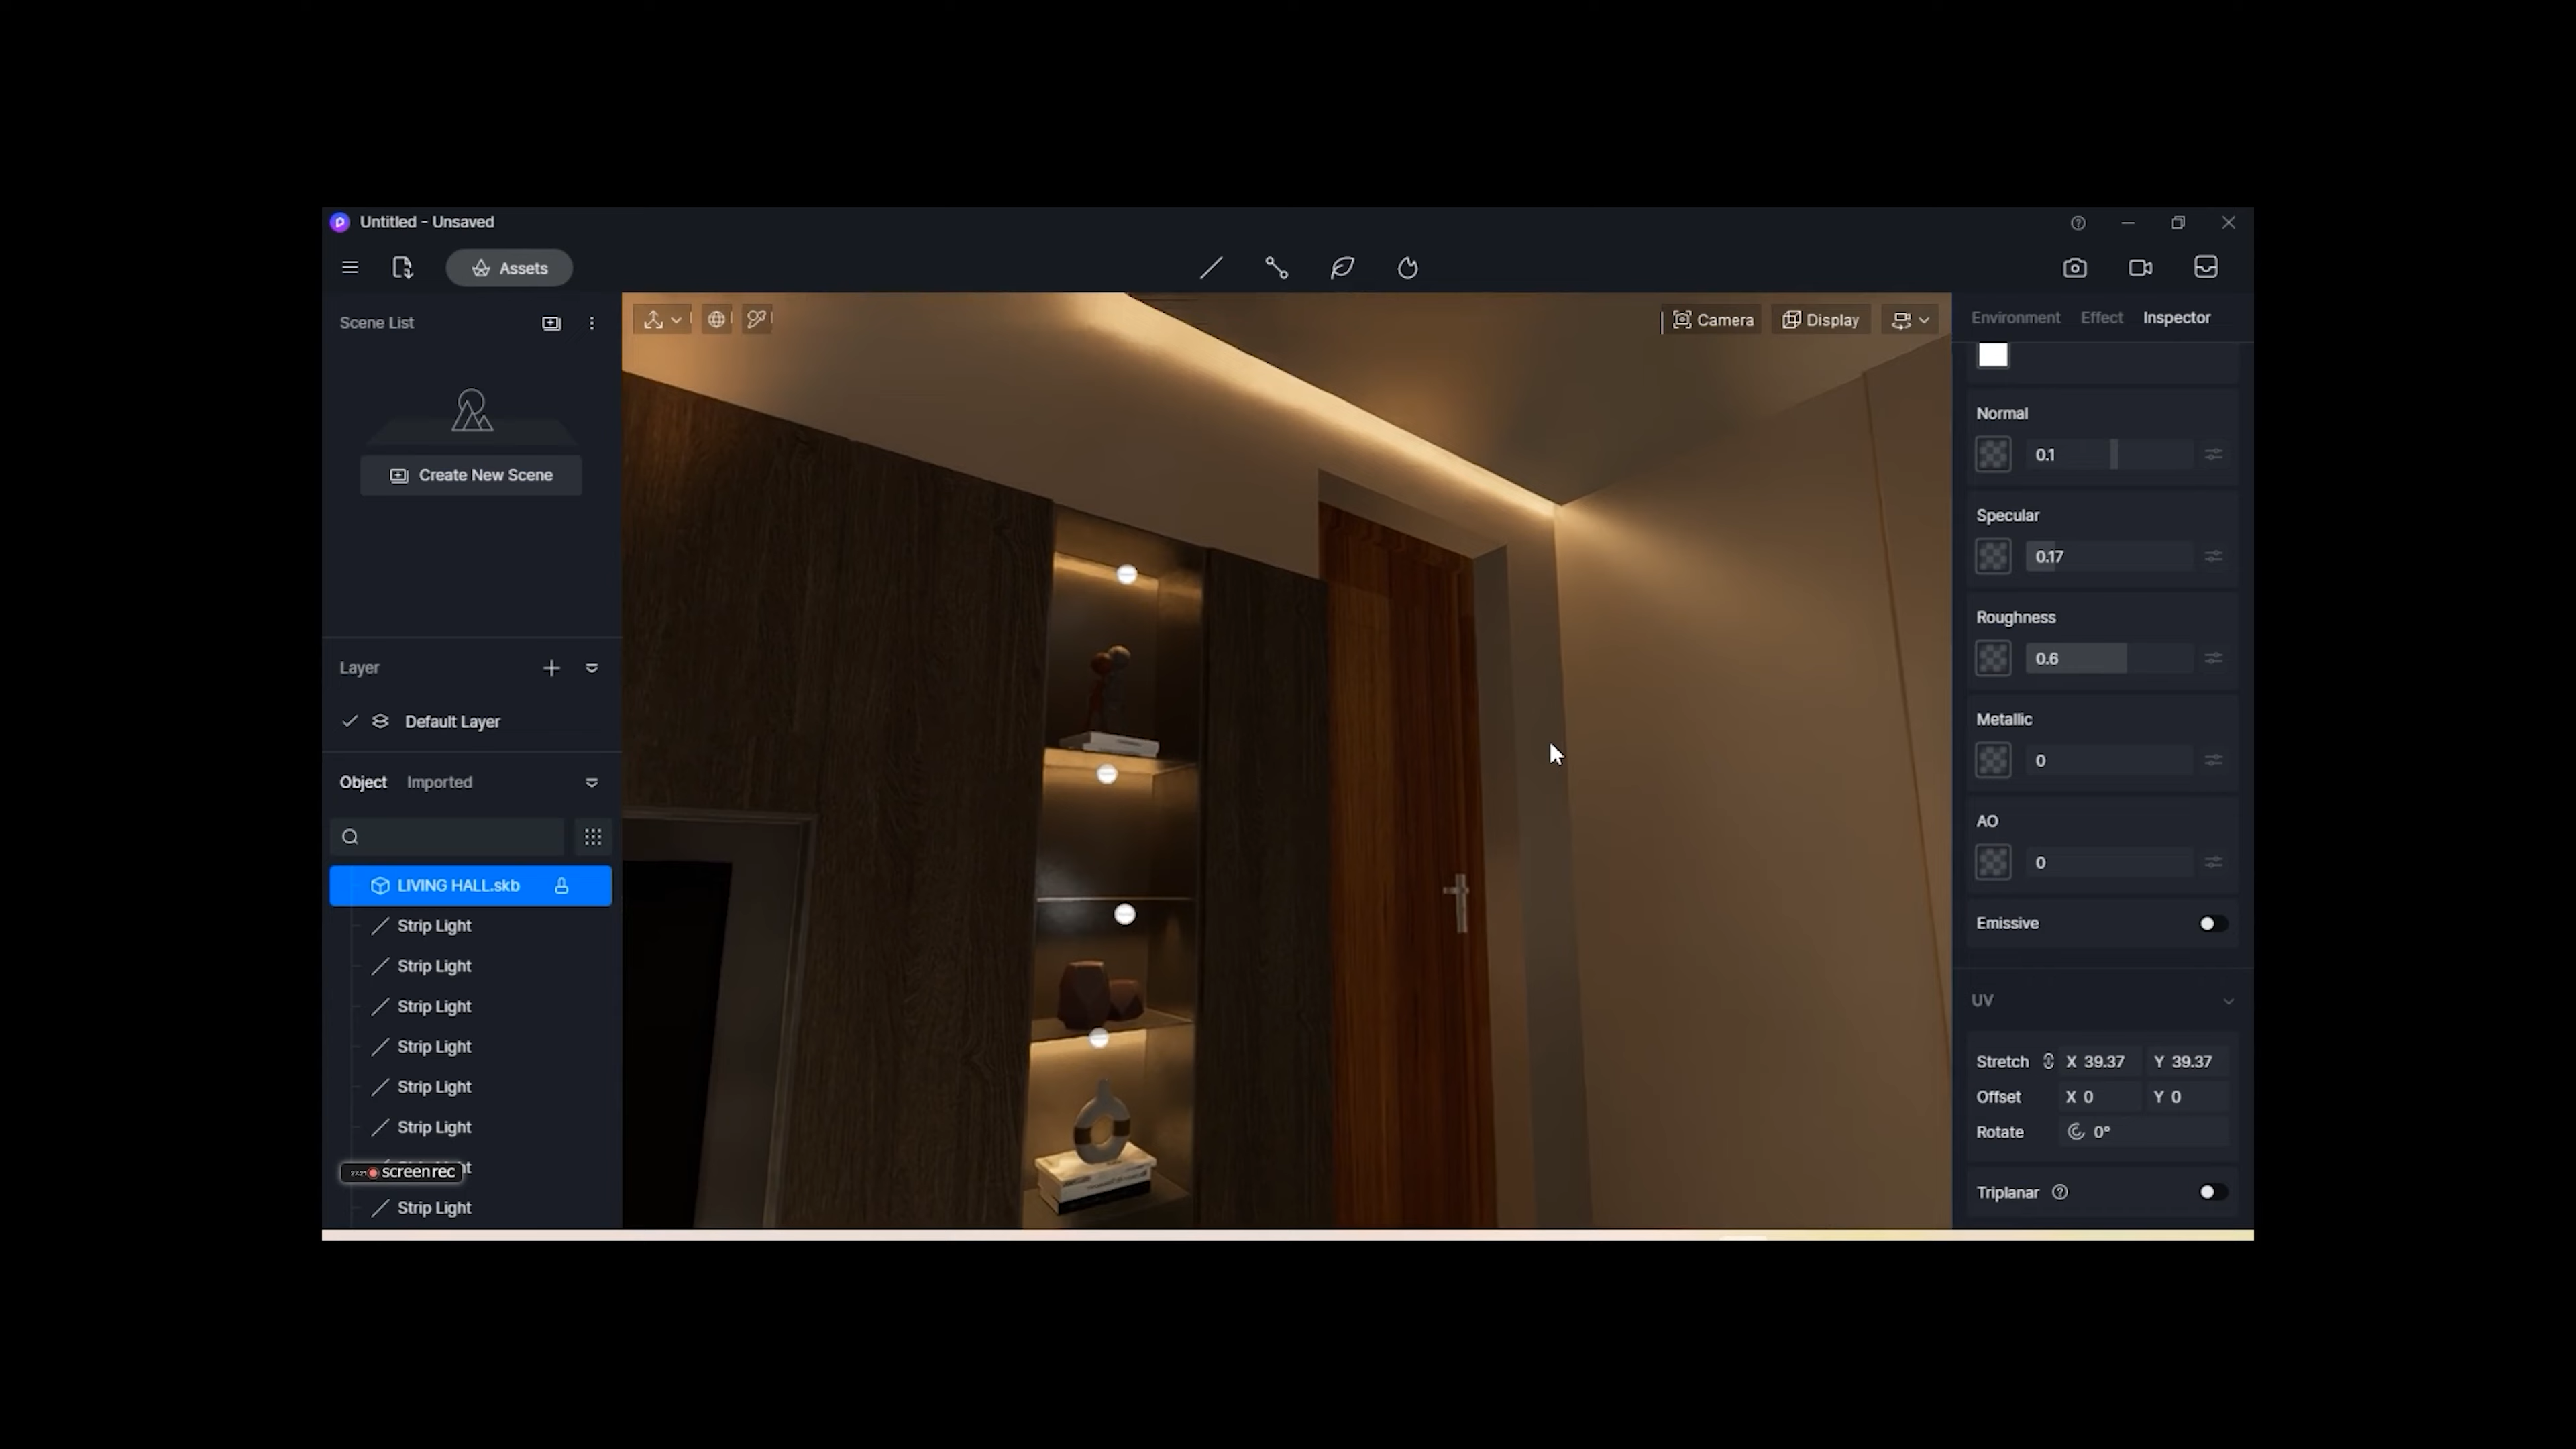 Untitled - Unsaved
Assets
Scene List
Camera
Display
Environment
Effect
Inspector
Create New Scene
Normal
0.1
Specular
0.17
Roughness
0.6
Layer
Default Layer
Metallic
0
Object
Imported
AO
0
LIVING HALL.skb
Strip Light
Emissive
Strip Light
Strip Light
UV
Strip Light
Stretch X 39.37 Y 39.37
Strip Light
Offset X 0 Y 0
Strip Light
Rotate 0°
screenrec
Triplanar
Strip Light